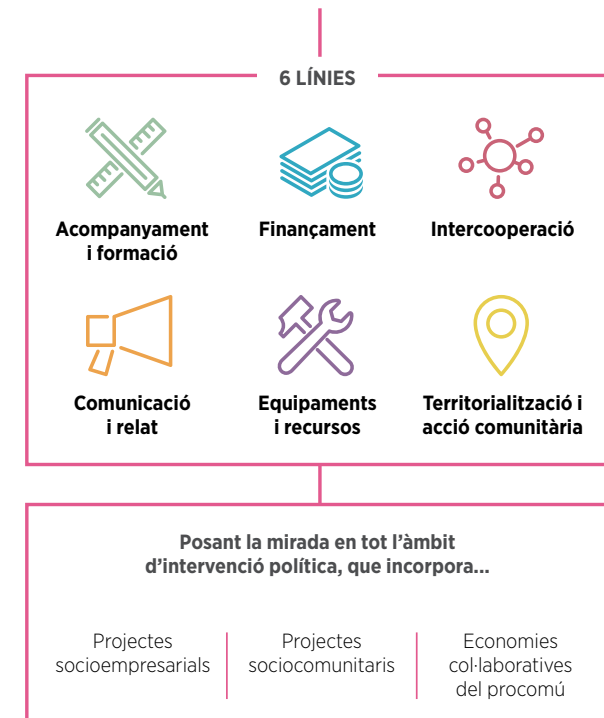 6 LÍNIES
Acompanyament
i formació
Finançament
Intercooperació
Comunicació
i relat
Equipaments
i recursos
Territorialització i
acció comunitària
Posant la mirada en tot l’àmbit
d’intervenció política, que incorpora...
Projectes
socioempresarials
Projectes
sociocomunitaris
Economies
col·laboratives
del procomú